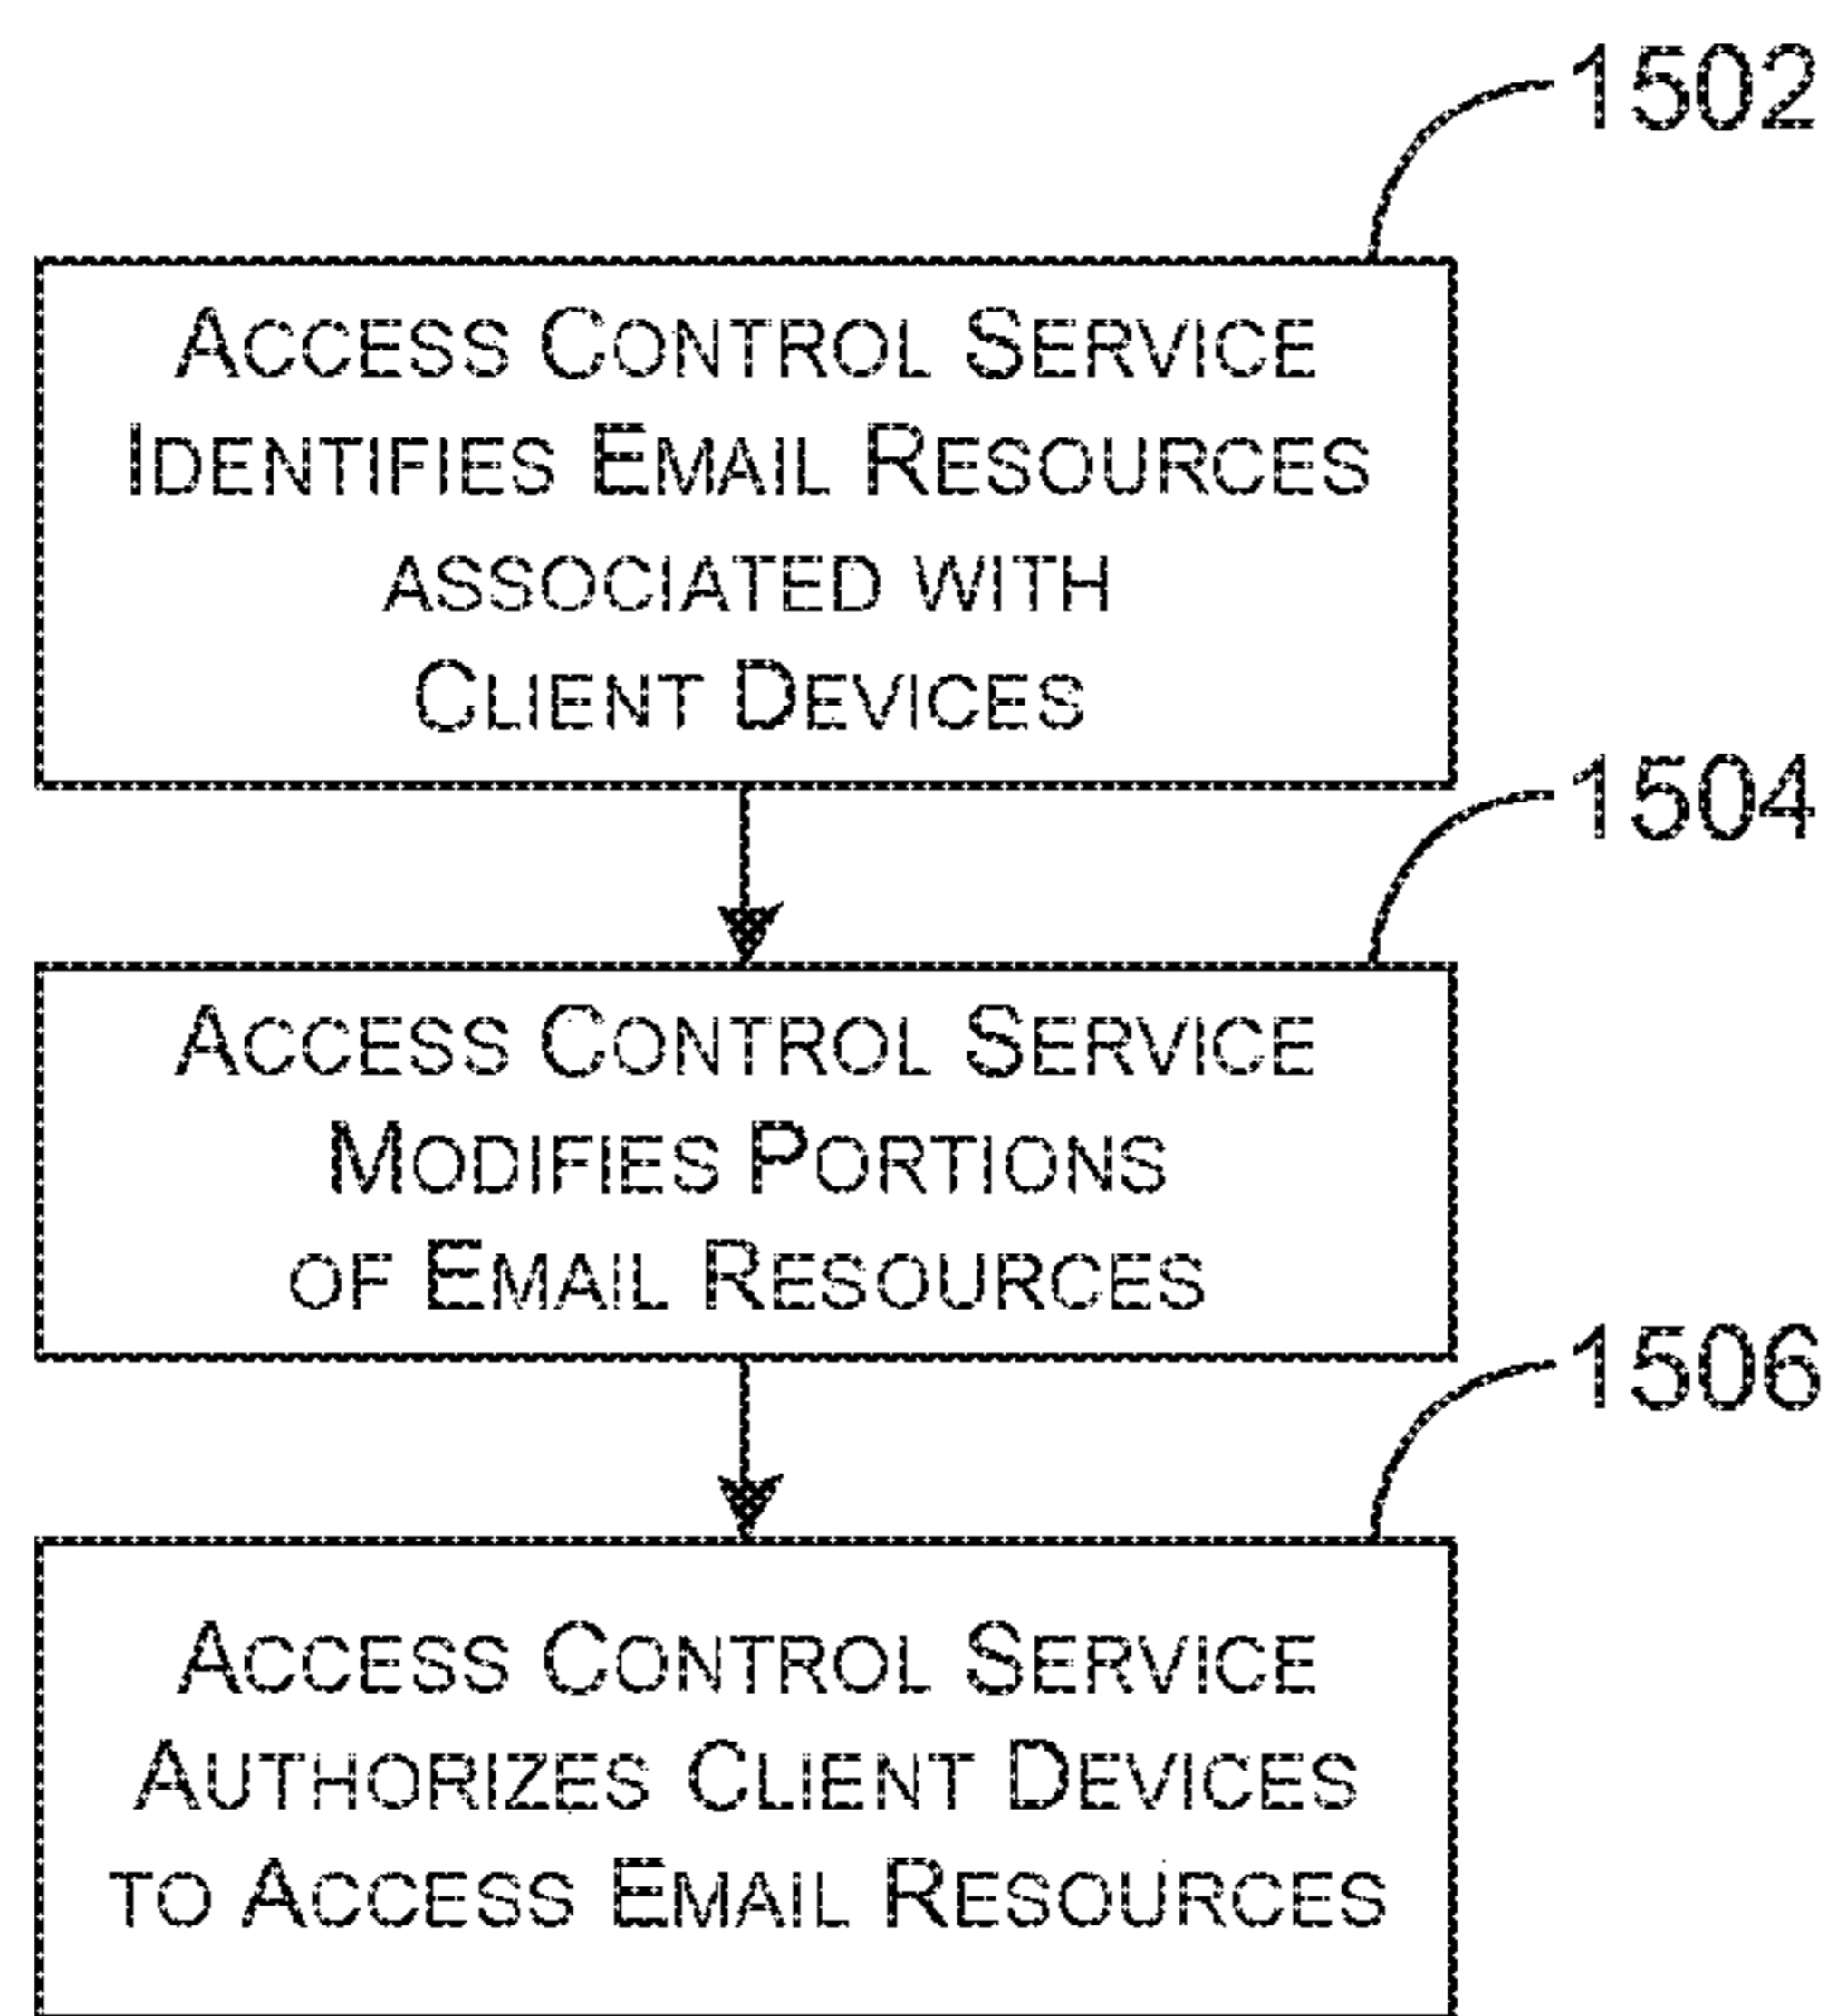 1502
ACCESS CONTROL SERVICE
IDENTIFIES EMAIL RESOURCES
ASSOCIATED WITH
CLIENT DEVICES
1504
ACCESS CONTROL SERVICE
MODIFIES PORTIONS
OF EMAIL RESOURCES
1506
ACCESS CONTROL SERVICE
AUTHORIZES CLIENT DEVICES
TO ACCESS EMAIL RESOURCES